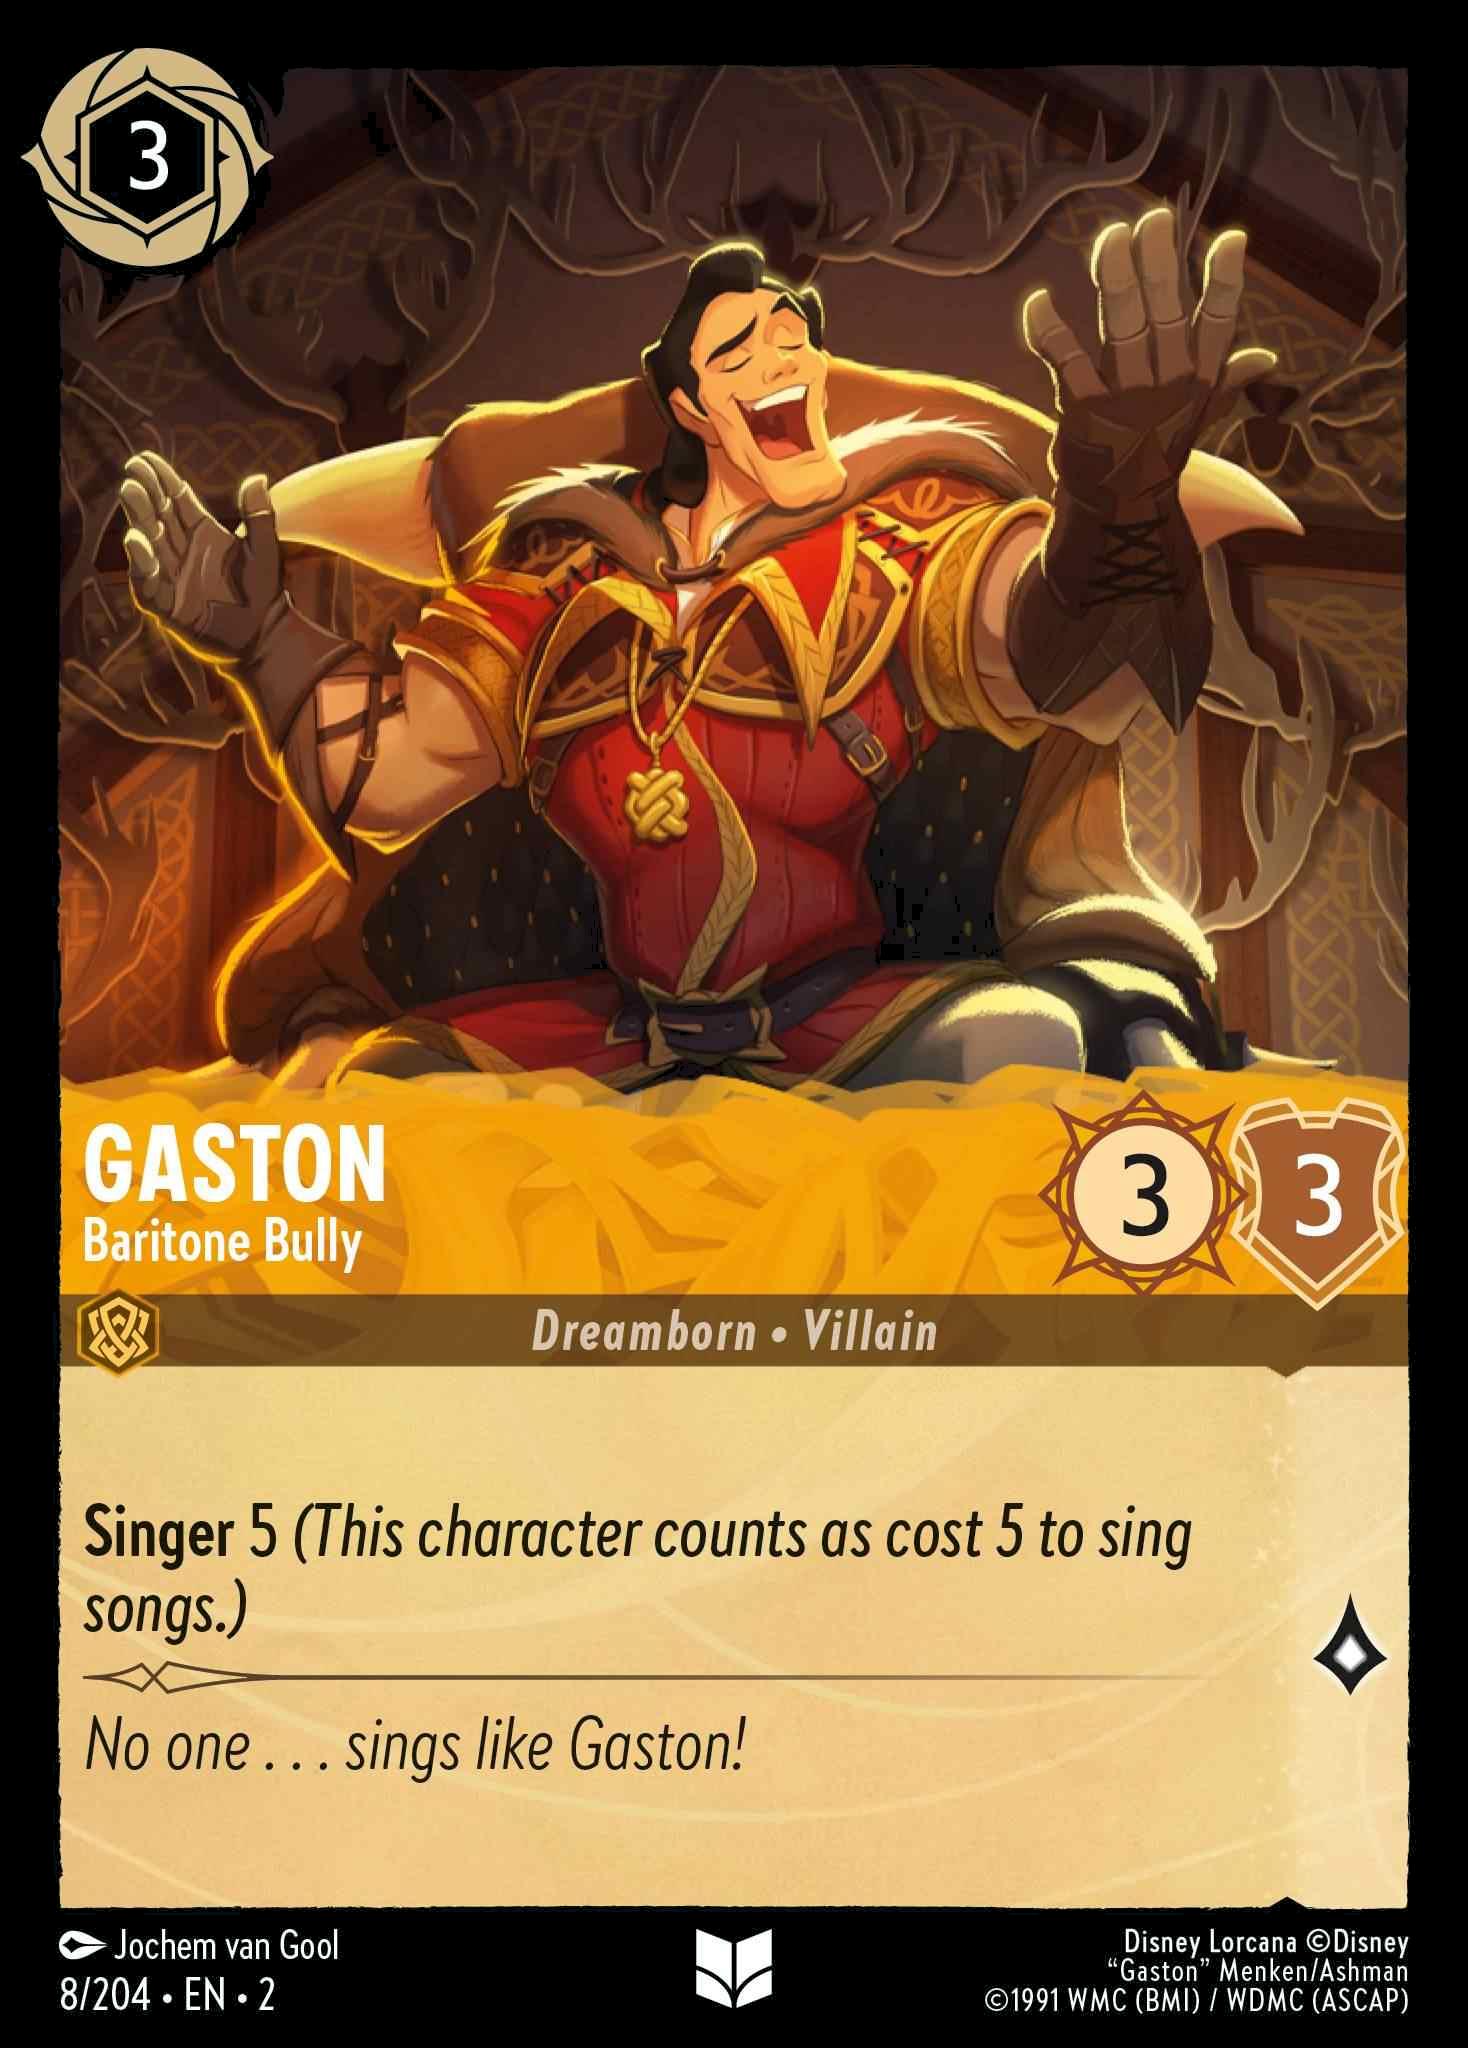 3
GASTON
Baritone Bully
3
3
Dreamborn • Villain
Singer 5 (This character counts as cost 5 to sing
songs.)
No one . . . sings like Gaston!
Jochem van Gool
8/204 • EN • 2
Disney Lorcana ©Disney
“Gaston” Menken/Ashman
©1991 WMC (BMI) / WDMC (ASCAP)